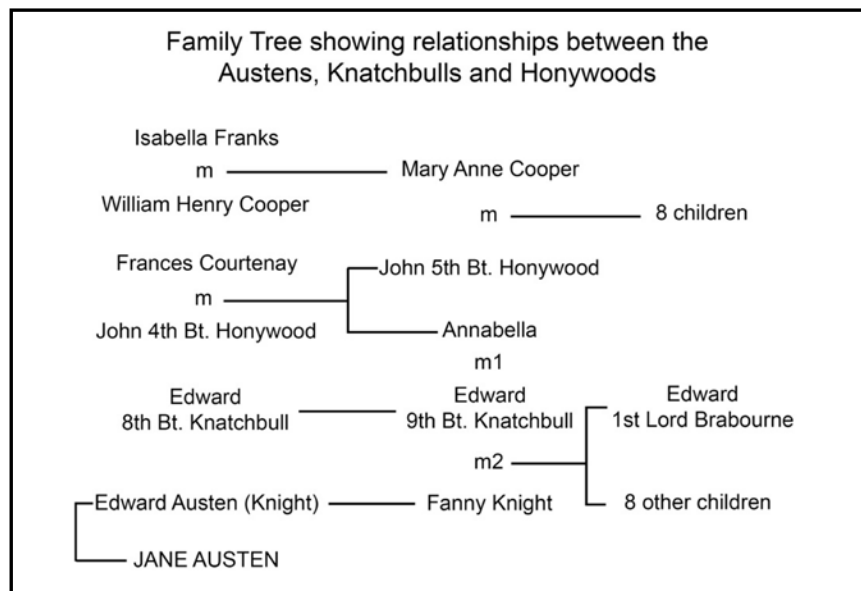 Family Tree showing relationships between the
Austens, Knatchbulls and Honywoods
Isabella Franks
m
Mary Anne Cooper
William Henry Cooper
m
8 children
Frances Courtenay
John 5th Bt. Honywood
m
John 4th Bt. Honywood
Annabella
m1
Edward
8th Bt. Knatchbull
Edward
9th Bt. Knatchbull
Edward
1st Lord Brabourne
m2
Edward Austen (Knight)
Fanny Knight
8 other children
JANE AUSTEN